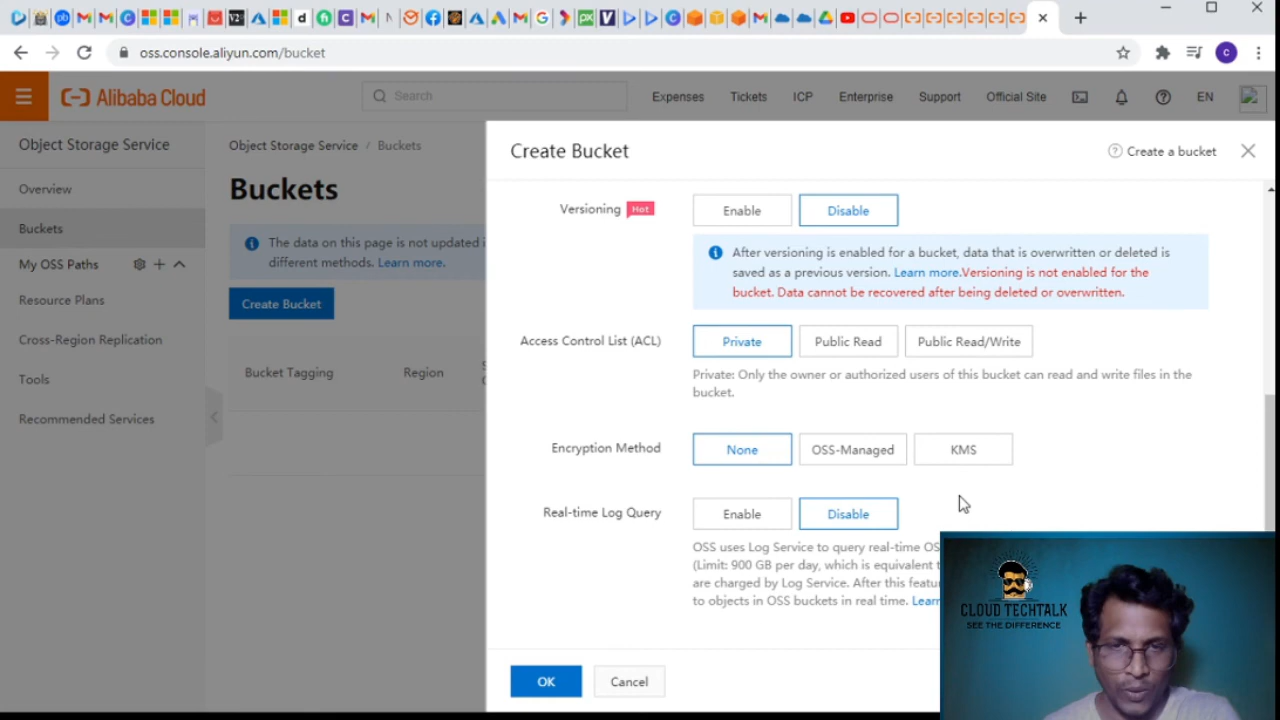 oss.console.aliyun.com/bucket
C
Alibaba Cloud
Search
Expenses
Tickets
ICP
Enterprise
Support
Official Site
EN
Object Storage Service
Overview
Buckets
My OSS Paths
Resource Plans
Cross-Region Replication
Tools
Recommended Services
Object Storage Service / Buckets
Buckets
The data on this page is not updated i
different methods. Learn more.
Create Bucket
Bucket Tagging
Region
Create Bucket
Create a bucket
Versioning Hot
Enable
Disable
After versioning is enabled for a bucket, data that is overwritten or deleted is
saved as a previous version. Learn more.Versioning is not enabled for the
bucket. Data cannot be recovered after being deleted or overwritten.
Access Control List (ACL)
Private
Public Read
Public Read/Write
Private: Only the owner or authorized users of this bucket can read and write files in the
bucket.
Encryption Method
None
OSS-Managed
KMS
Real-time Log Query
Enable
Disable
OSS uses Log Service to query real-time OS
(Limit: 900 GB per day, which is equivalent t
are charged by Log Service. After this featur
to objects in OSS buckets in real time. Learn
OK
Cancel
CLOUD TECHTALK
SEE THE DIFFERENCE